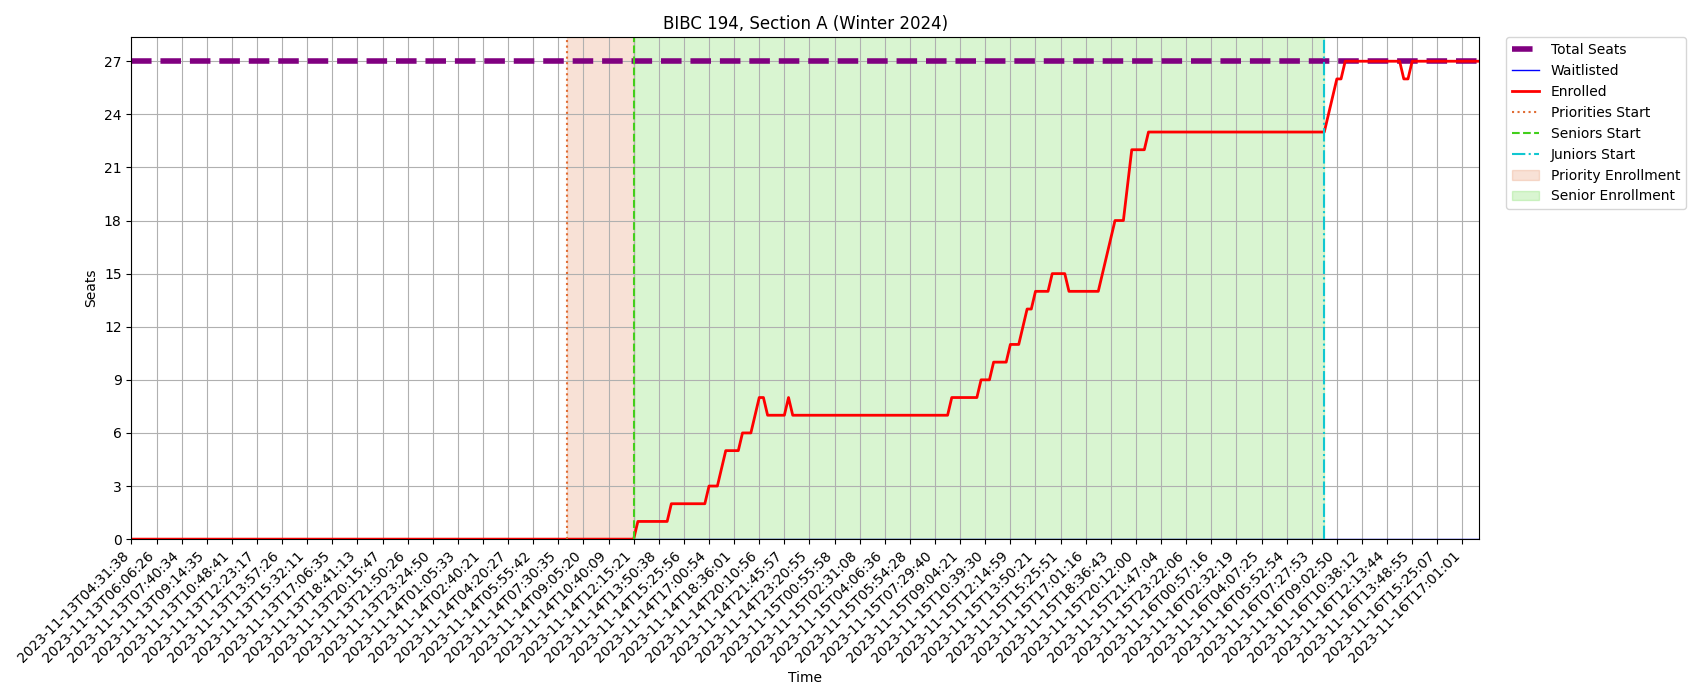 BIBC 194, Section A (Winter 2024)
Total Seats
Waitlisted
Enrolled
Priorities Start
Seniors Start
Juniors Start
Priority Enrollment
Senior Enrollment
Seats
27
24
21
18
15
12
9
6
3
0
2023-11-13T04:31:38
2023-11-13T06:06:26
2023-11-13T07:40:34
2023-11-13T09:14:35
2023-11-13T10:48:41
2023-11-13T12:23:17
2023-11-13T13:57:26
2023-11-13T15:32:11
2023-11-13T17:06:35
2023-11-13T18:41:13
2023-11-13T20:15:47
2023-11-13T21:50:26
2023-11-13T23:24:50
2023-11-14T01:05:33
2023-11-14T02:40:21
2023-11-14T04:20:27
2023-11-14T05:55:42
2023-11-14T07:30:35
2023-11-14T09:05:20
2023-11-14T10:40:09
2023-11-14T12:15:21
2023-11-14T13:50:38
2023-11-14T15:25:56
2023-11-14T17:00:54
2023-11-14T18:36:01
2023-11-14T20:10:56
2023-11-14T21:45:57
2023-11-14T23:20:55
2023-11-15T00:55:58
2023-11-15T02:31:08
2023-11-15T04:06:36
2023-11-15T05:54:28
2023-11-15T07:29:40
2023-11-15T09:04:21
2023-11-15T10:39:30
2023-11-15T12:14:59
2023-11-15T13:50:21
2023-11-15T15:25:51
2023-11-15T17:01:16
2023-11-15T18:36:43
2023-11-15T20:12:00
2023-11-15T21:47:04
2023-11-15T23:22:06
2023-11-16T00:57:16
2023-11-16T02:32:19
2023-11-16T04:07:25
2023-11-16T05:52:54
2023-11-16T07:27:53
2023-11-16T09:02:50
2023-11-16T10:38:12
2023-11-16T12:13:44
2023-11-16T13:48:55
2023-11-16T15:25:07
2023-11-16T17:01:01
Time